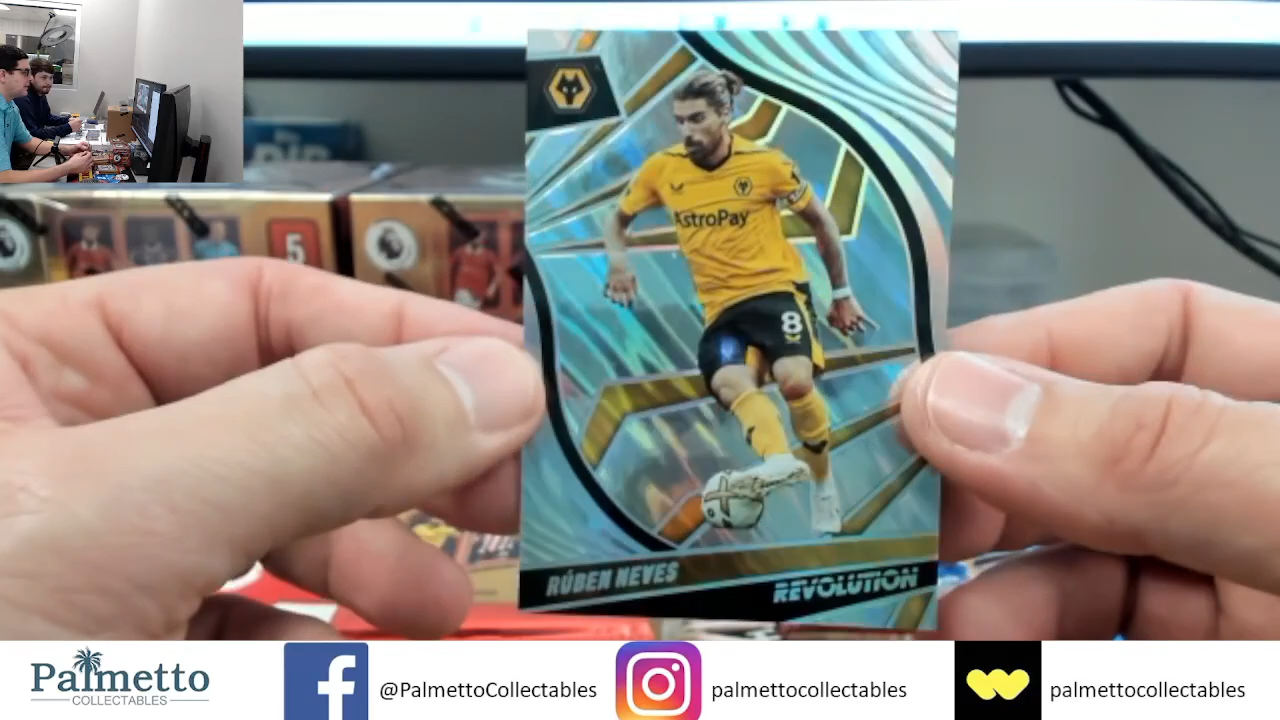 5
AstroPay
8
RÚBEN NEVES
REVOLUTION
Palmetto
COLLECTABLES
@PalmettoCollectables
palmettocollectables
palmettocollectables